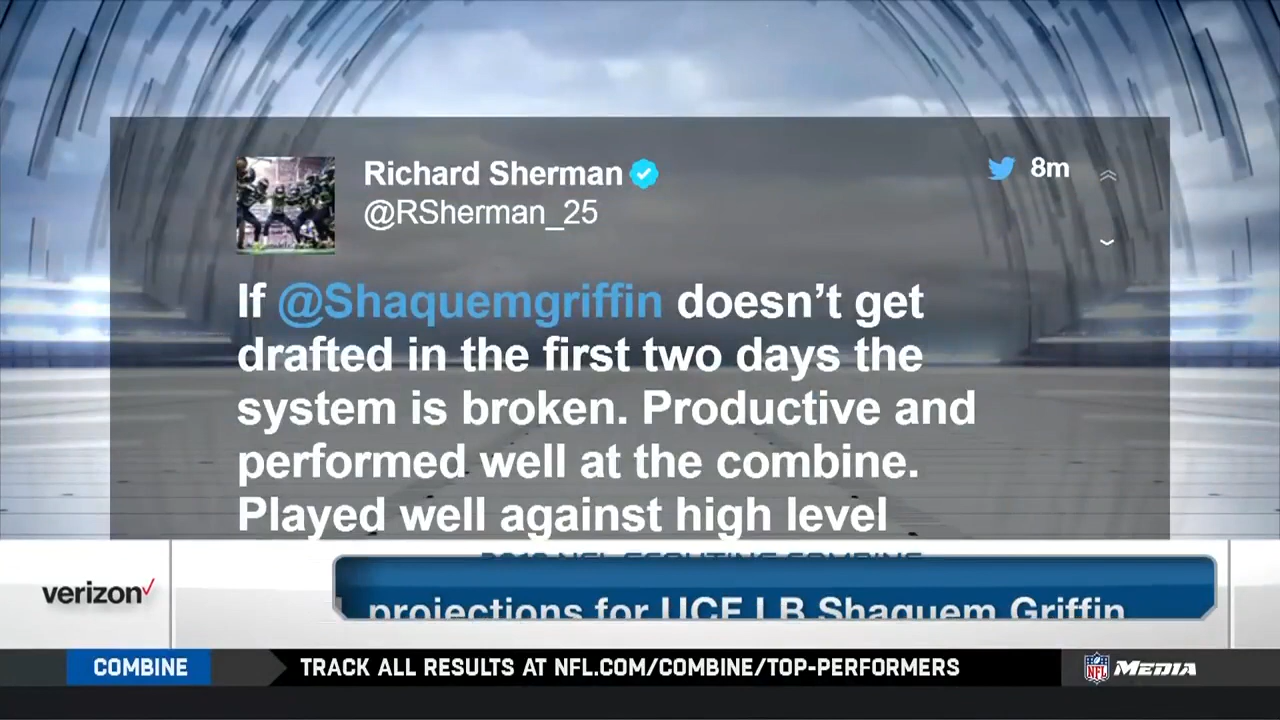 Richard Sherman
8m
@RSherman_25
If @Shaquemgriffin doesn’t get
drafted in the first two days the
system is broken. Productive and
performed well at the combine.
Played well against high level
verizon
projections for UCF LB Shaquem Griffin
COMBINE
TRACK ALL RESULTS AT NFL.COM/COMBINE/TOP-PERFORMERS
NFL MEDIA